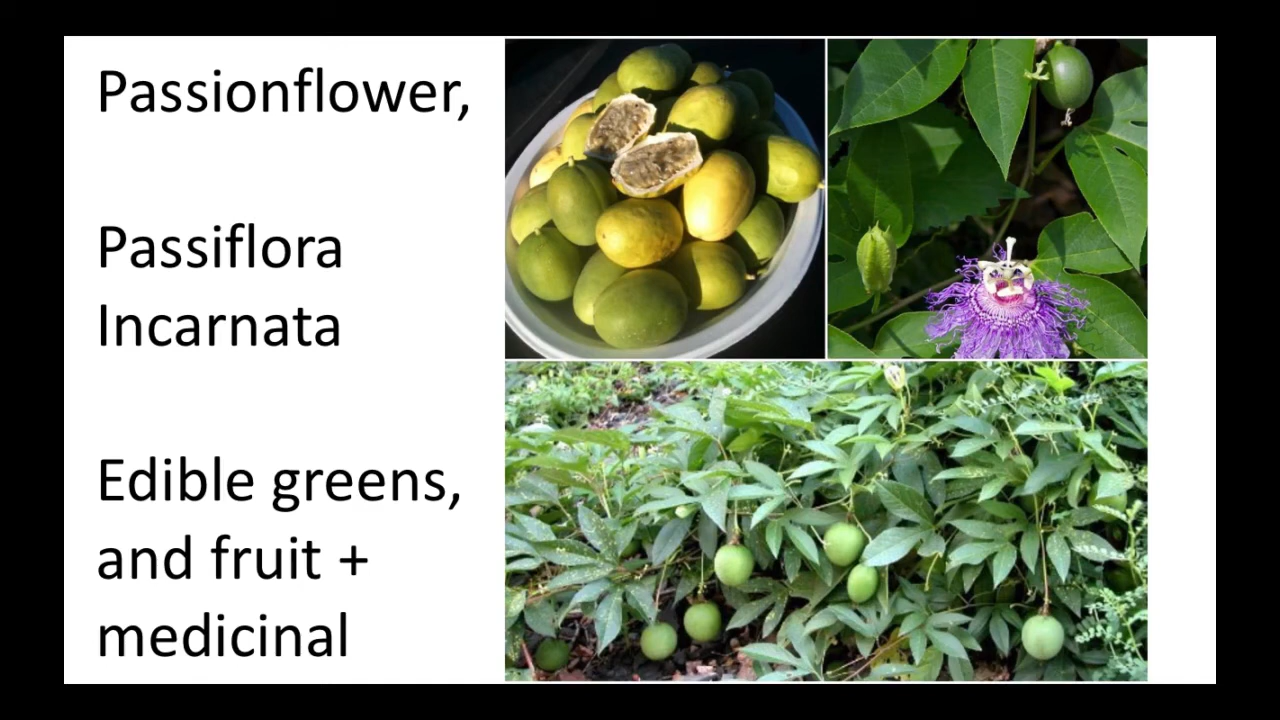 Passionflower,
Passiflora
Incarnata
Edible greens,
and fruit +
medicinal